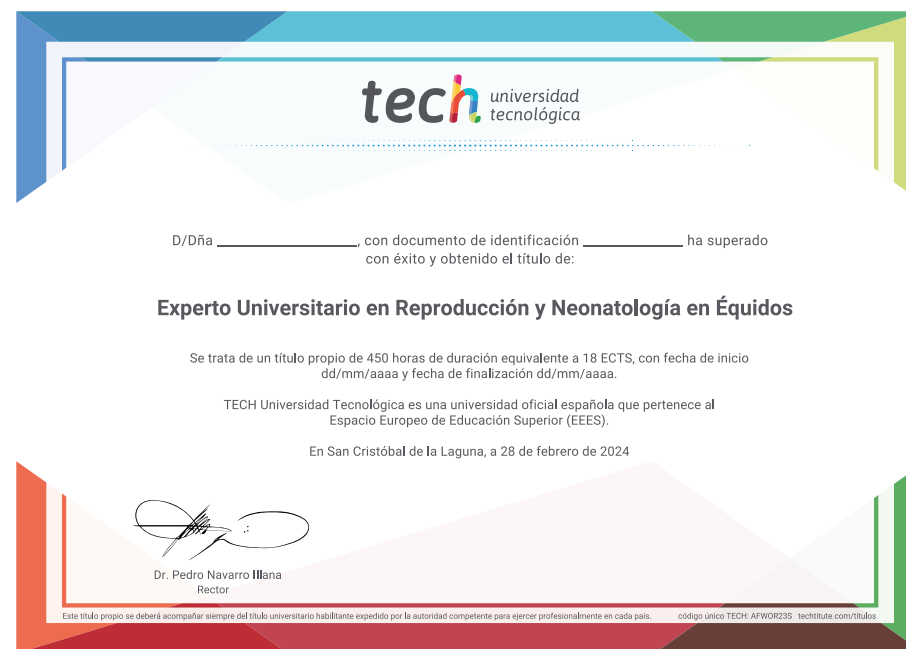 tech universidad
tecnológica
D/Dña ____________________, con documento de identificación ______________ ha superado
con éxito y obtenido el título de:
Experto Universitario en Reproducción y Neonatología en Équidos
Se trata de un título propio de 450 horas de duración equivalente a 18 ECTS, con fecha de inicio
dd/mm/aaaa y fecha de finalización dd/mm/aaaa.
TECH Universidad Tecnológica es una universidad oficial española que pertenece al
Espacio Europeo de Educación Superior (EEES).
En San Cristóbal de la Laguna, a 28 de febrero de 2024
Dr. Pedro Navarro Illana
Rector
Este título propio se deberá acompañar siempre del título universitario habilitante expedido por la autoridad competente para ejercer profesionalmente en cada país. código único TECH: AFWOR23S techtitute.com/titulos